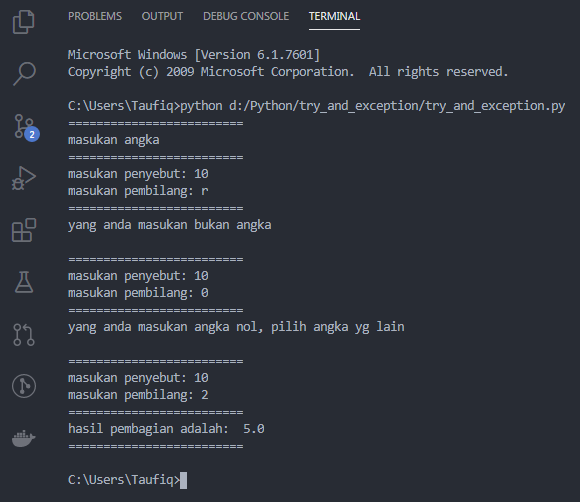 PROBLEMS OUTPUT DEBUG CONSOLE TERMINAL
Microsoft Windows [Version 6.1.7601]
Copyright (c) 2009 Microsoft Corporation.  All rights reserved.
C:\Users\Taufiq>python d:/Python/try_and_exception/try_and_exception.py
=========================
masukan angka
=========================
masukan penyebut: 10
masukan pembilang: r
=========================
yang anda masukan bukan angka
=========================
masukan penyebut: 10
masukan pembilang: 0
=========================
yang anda masukan angka nol, pilih angka yg lain
=========================
masukan penyebut: 10
masukan pembilang: 2
=========================
hasil pembagian adalah:  5.0
=========================
C:\Users\Taufiq>
2